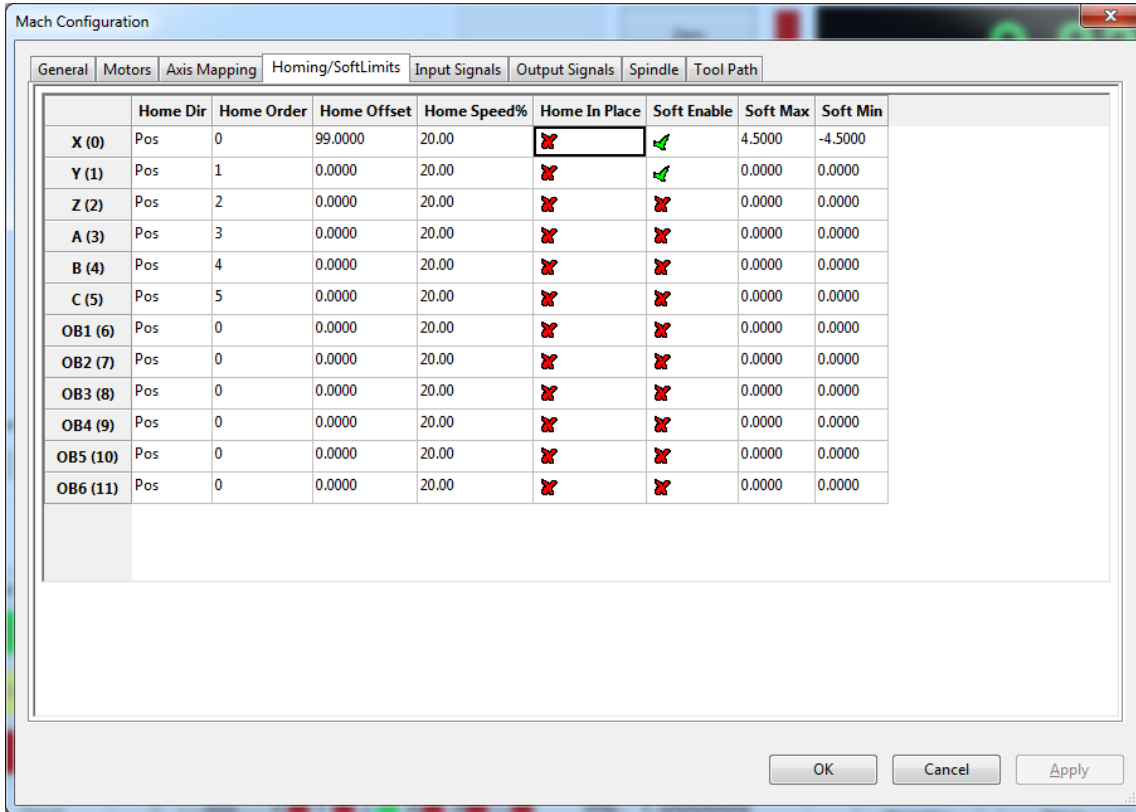 Mach Configuration
General Motors Axis Mapping Homing/SoftLimits Input Signals Output Signals Spindle Tool Path
Home Dir Home Order Home Offset Home Speed% Home In Place Soft Enable Soft Max Soft Min
X (0) Pos 0 99.0000 20.00 4.5000 -4.5000
Y (1) Pos 1 0.0000 20.00 0.0000 0.0000
Z (2) Pos 2 0.0000 20.00 0.0000 0.0000
A (3) Pos 3 0.0000 20.00 0.0000 0.0000
B (4) Pos 4 0.0000 20.00 0.0000 0.0000
C (5) Pos 5 0.0000 20.00 0.0000 0.0000
OB1 (6) Pos 0 0.0000 20.00 0.0000 0.0000
OB2 (7) Pos 0 0.0000 20.00 0.0000 0.0000
OB3 (8) Pos 0 0.0000 20.00 0.0000 0.0000
OB4 (9) Pos 0 0.0000 20.00 0.0000 0.0000
OB5 (10) Pos 0 0.0000 20.00 0.0000 0.0000
OB6 (11) Pos 0 0.0000 20.00 0.0000 0.0000
OK Cancel Apply